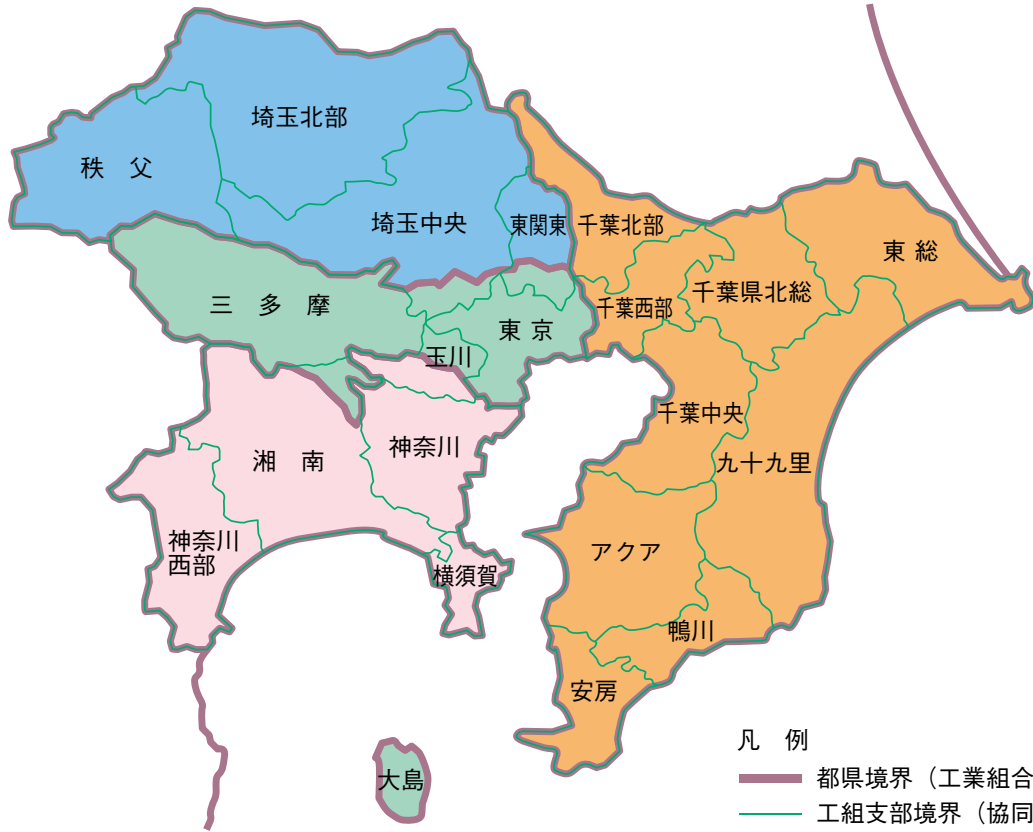 埼玉北部
秩 父
埼玉中央
東関東
千葉北部
東 総
三 多 摩
千葉西部
千葉県北総
東 京
玉川
千葉中央
神奈川
湘 南
九十九里
神奈川
西部
アクア
横須賀
鴨川
安房
大島
凡 例
都県境界（工業組合
工組支部境界（協同